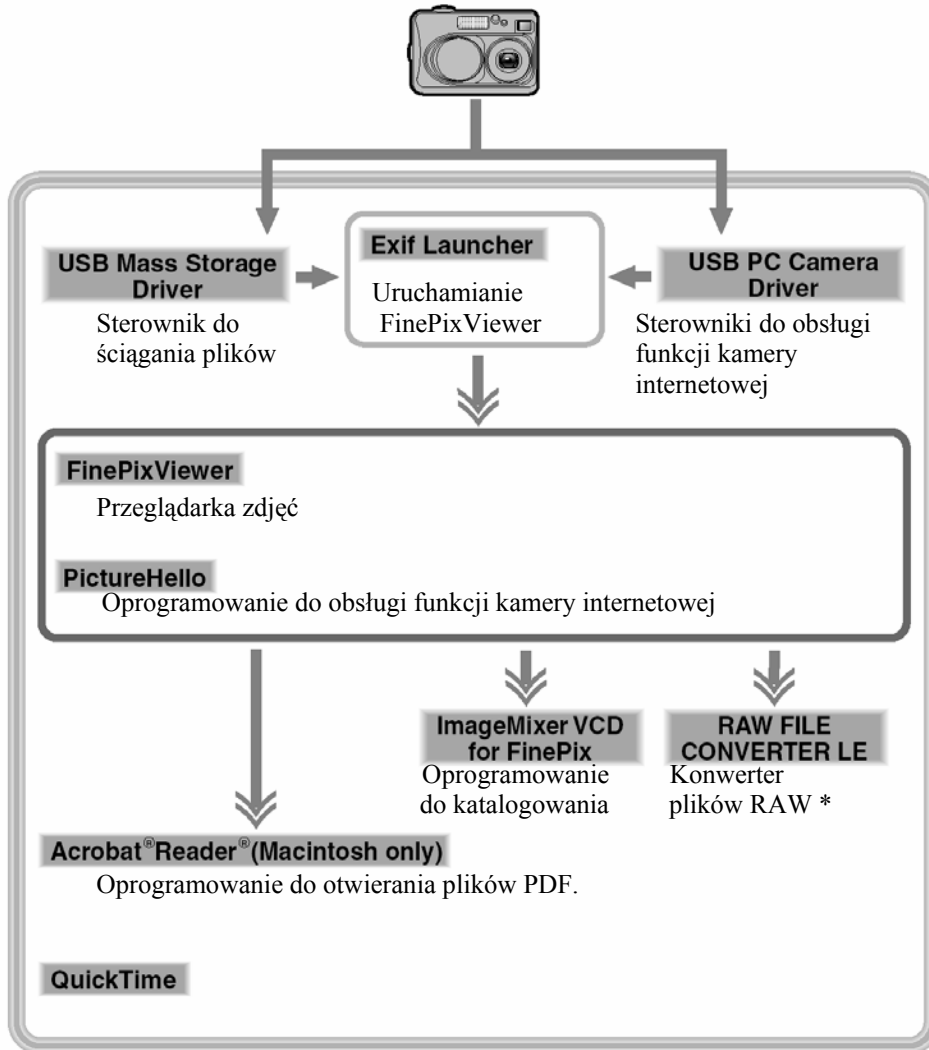 USB Mass Storage
Driver
Sterownik do
ściągania plików
Exif Launcher
Uruchamianie
FinePixViewer
USB PC Camera
Driver
Sterowniki do obsługi
funkcji kamery
internetowej
FinePixViewer
Przeglądarka zdjęć
PictureHello
Oprogramowanie do obsługi funkcji kamery internetowej
ImageMixer VCD
for FinePix
Oprogramowanie
do katalogowania
RAW FILE
CONVERTER LE
Konwerter
plików RAW *
Acrobat®Reader®(Macintosh only)
Oprogramowanie do otwierania plików PDF.
QuickTime